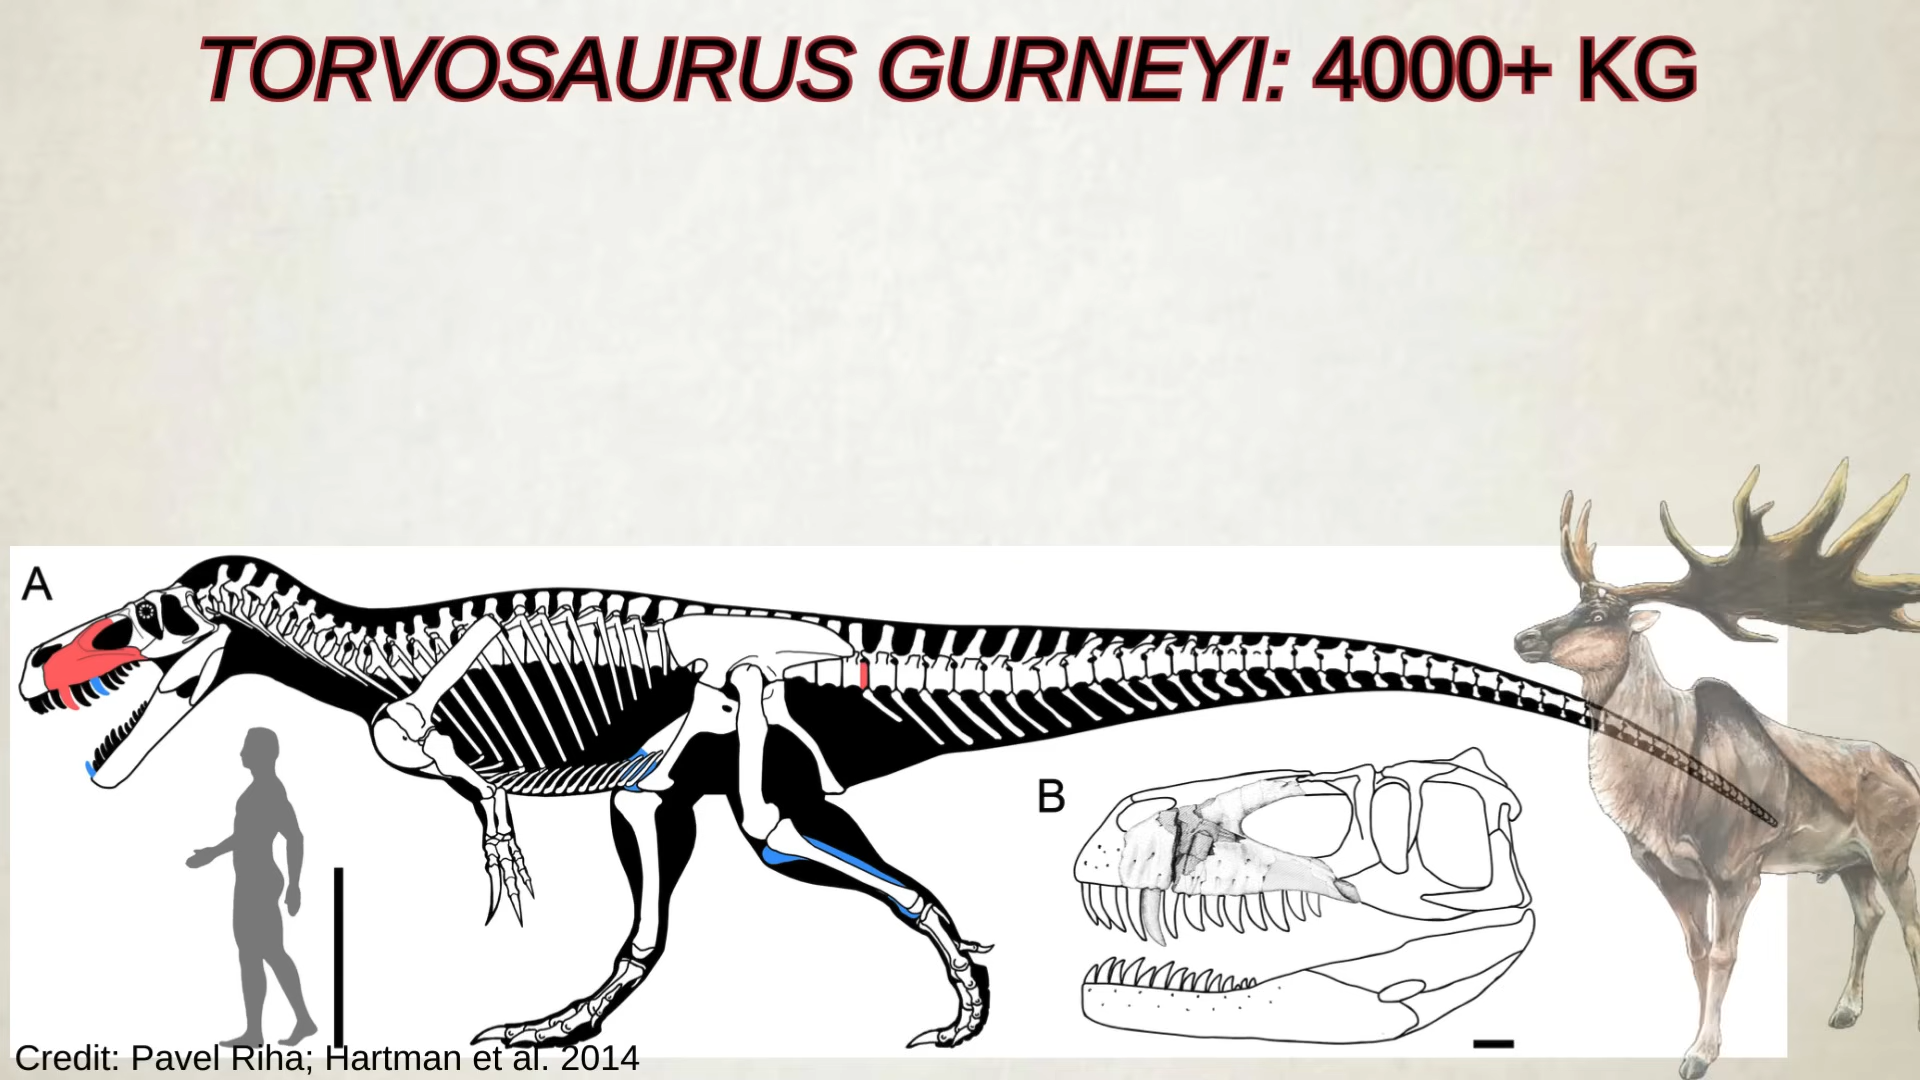 TORVOSAURUS GURNEYI: 4000+ KG
A
B
Credit: Pavel Riha; Hartman et al. 2014